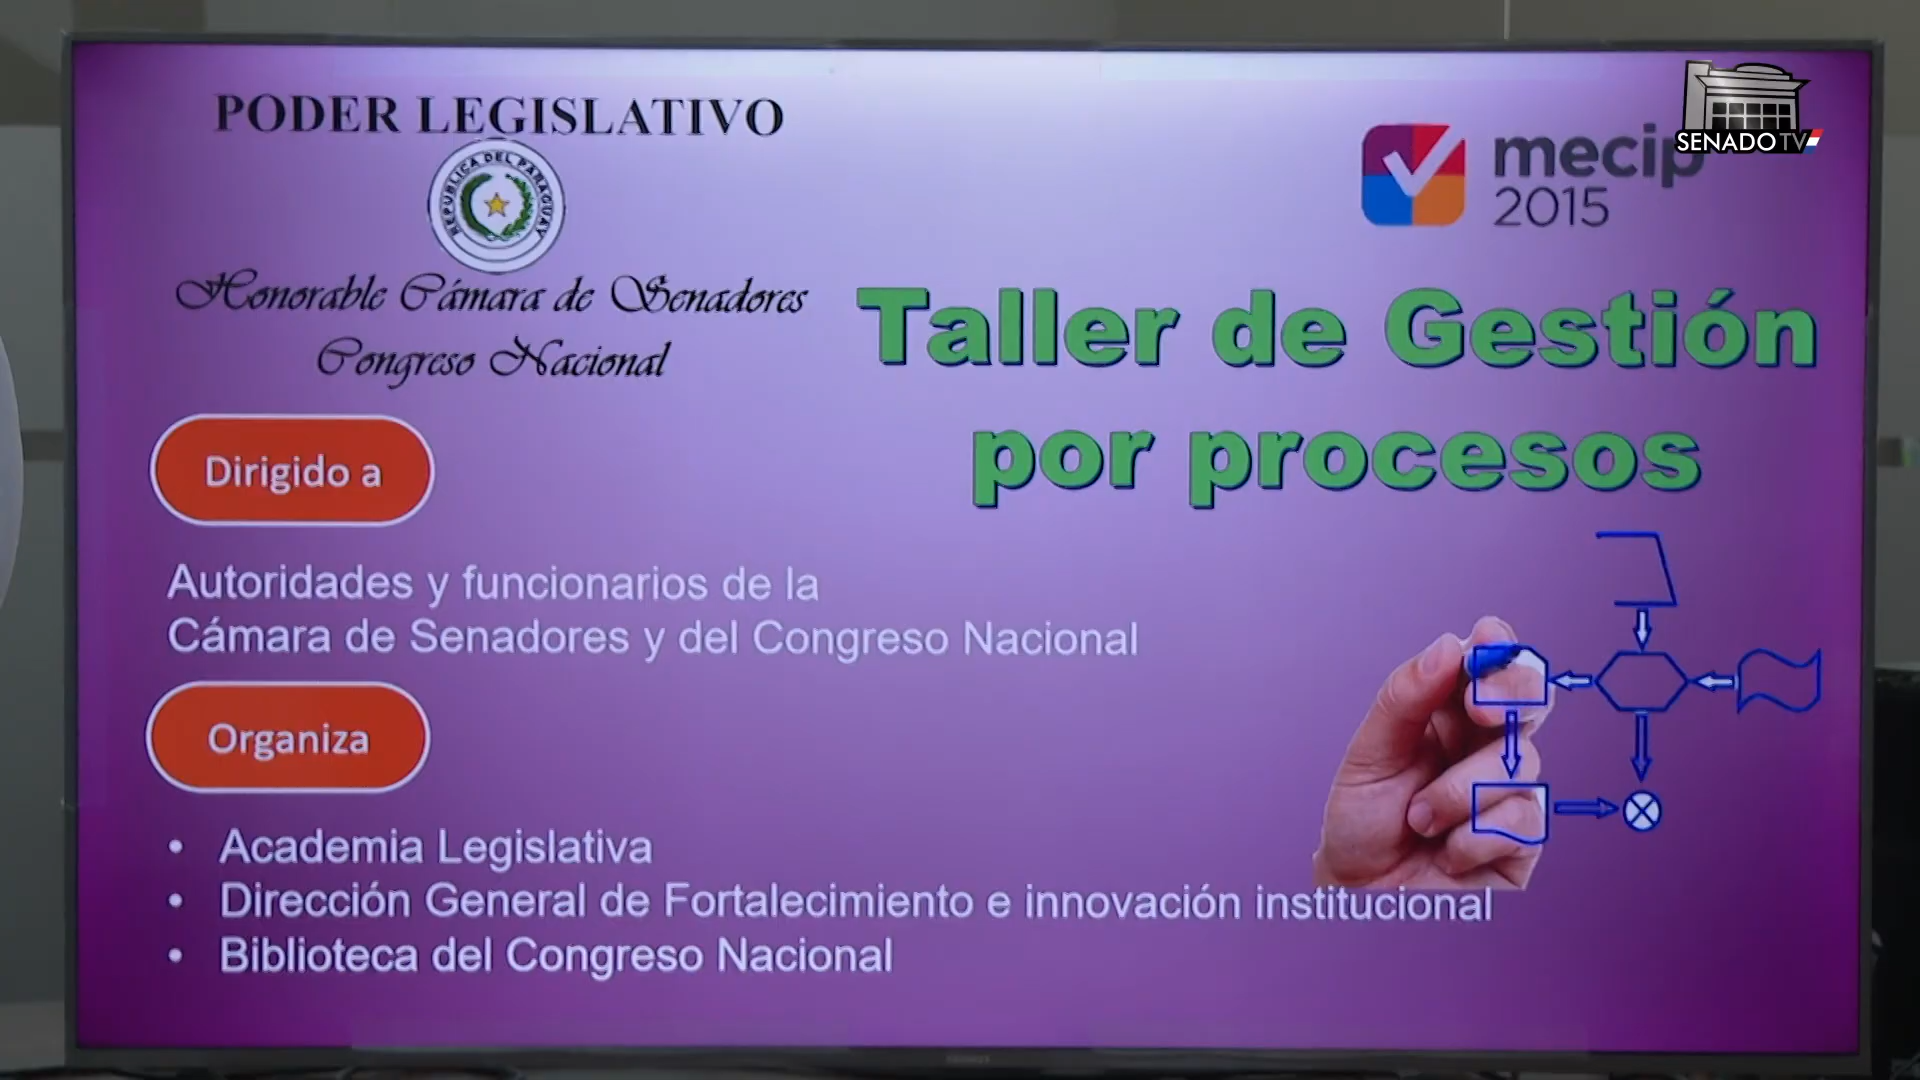 PODER LEGISLATIVO
REPUBLICA DEL PARAGUAY
Honorable Cámara de Senadores
Congreso Nacional
mecip
2015
SENADO TV
Taller de Gestión
por procesos
Dirigido a
Autoridades y funcionarios de la
Cámara de Senadores y del Congreso Nacional
Organiza
• Academia Legislativa
• Dirección General de Fortalecimiento e innovación institucional
• Biblioteca del Congreso Nacional